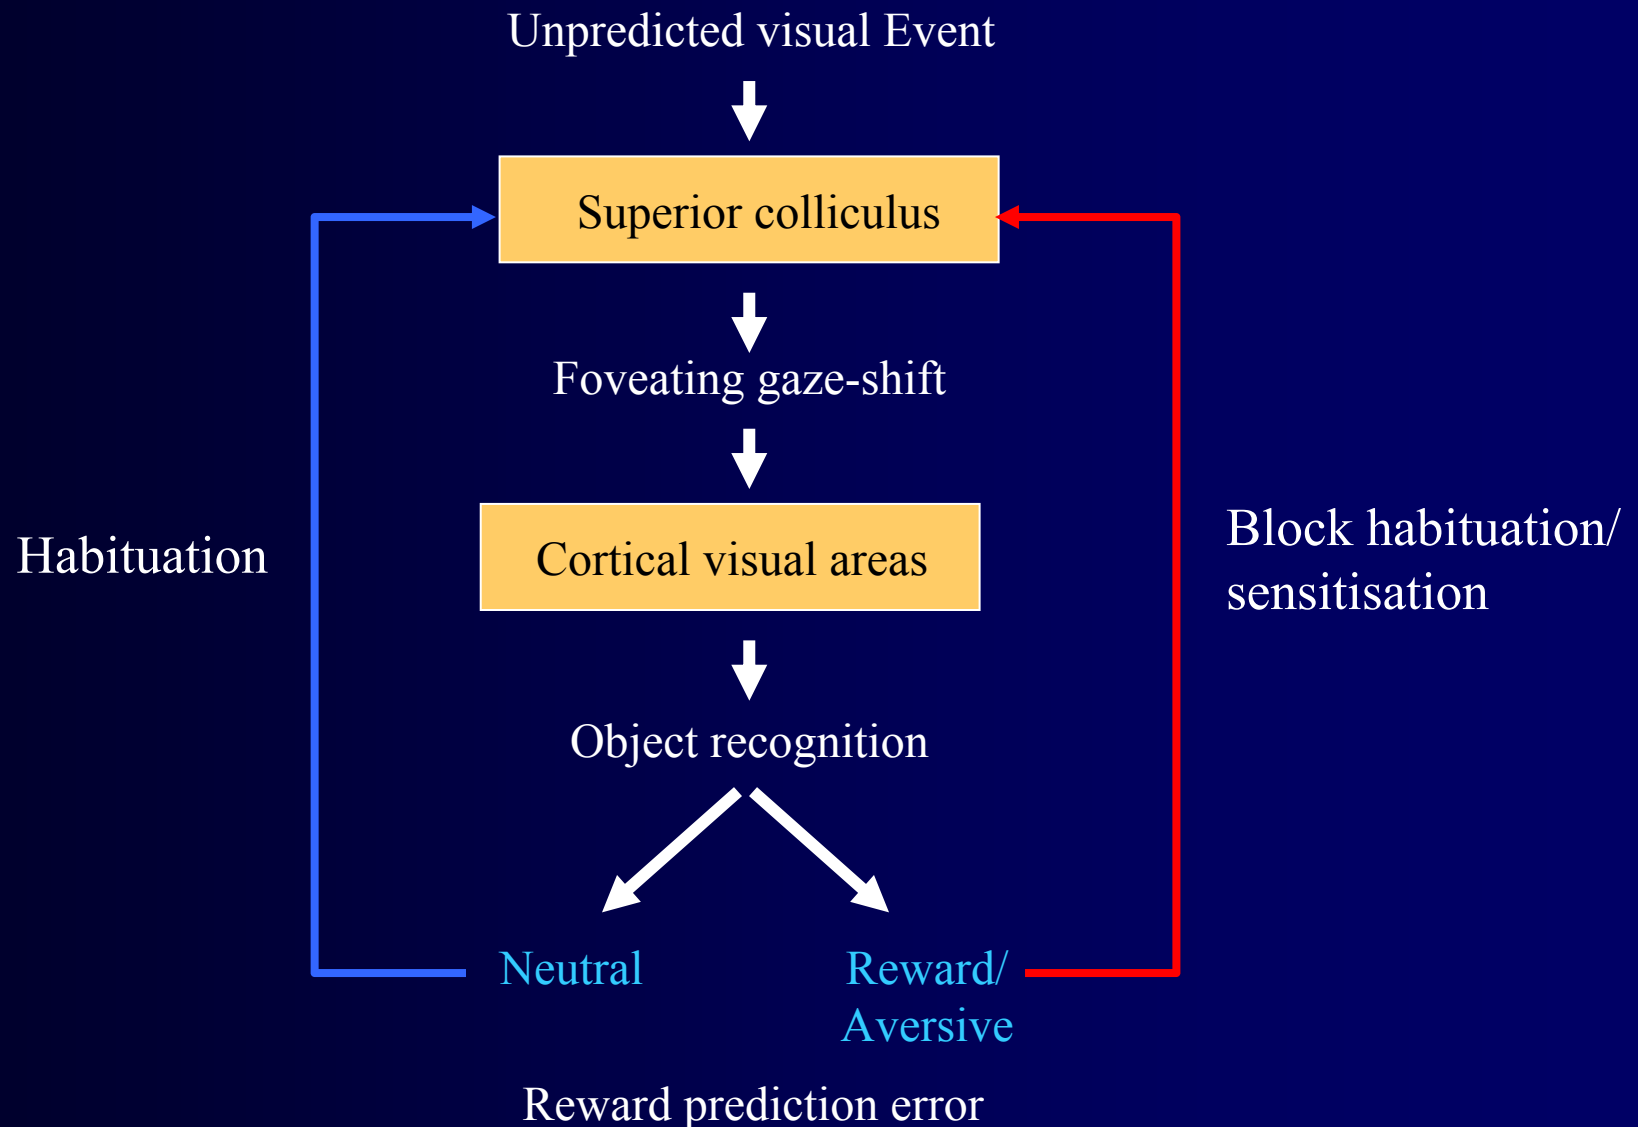 Unpredicted visual Event
Superior colliculus
Foveating gaze-shift
Cortical visual areas
Habituation
Block habituation/
sensitisation
Object recognition
Neutral
Reward/
Aversive
Reward prediction error